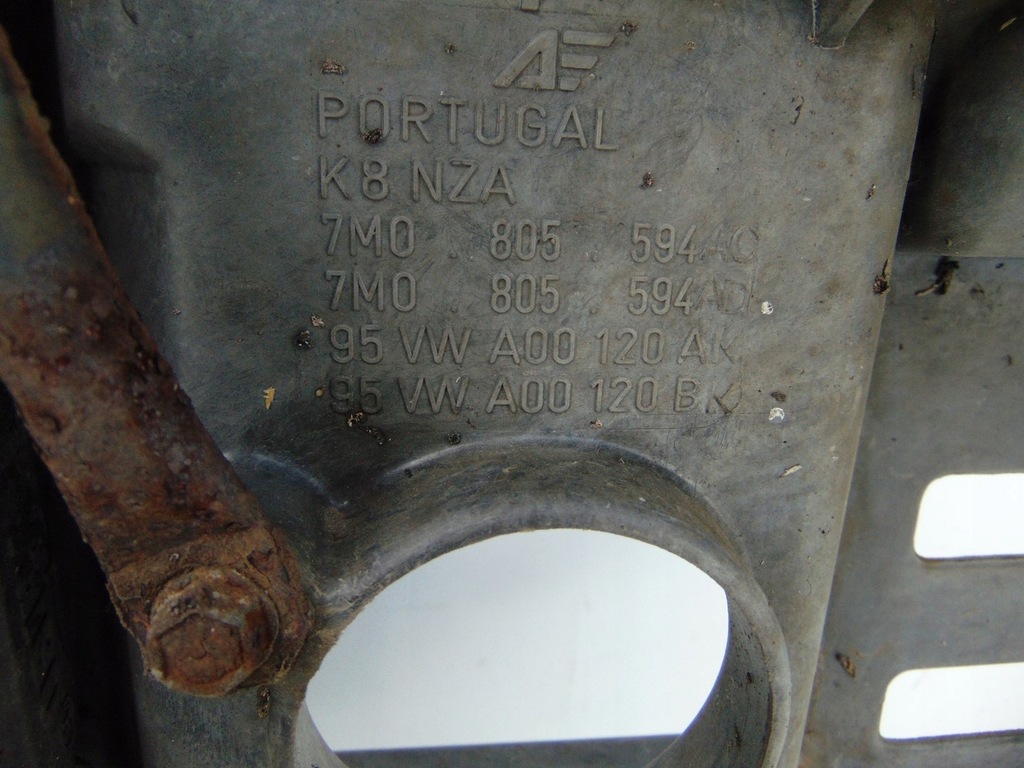 AE
PORTUGAL
K8 NZA
7M0 . 805 . 594AC
7M0 . 805 . 594AD
95 VW A00 120 AK
95 VW A00 120 BK